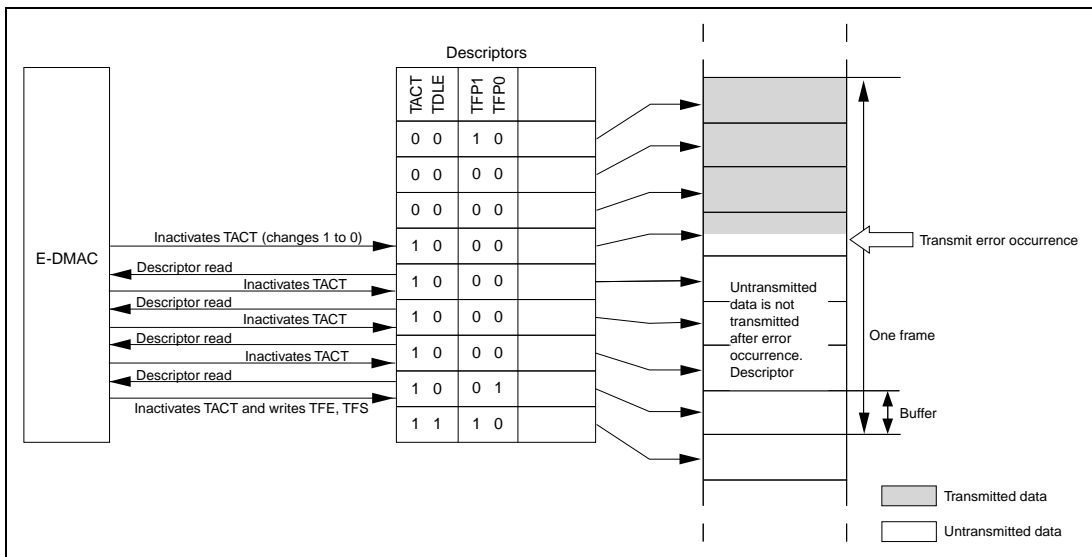 Descriptors
TACT TDLE TFP1 TFP0
0 0 1 0
0 0 0 0
0 0 0 0
Inactivates TACT (changes 1 to 0)
1 0 0 0
E-DMAC
Transmit error occurrence
Descriptor read
1 0 0 0
Inactivates TACT
Descriptor read
1 0 0 0
Inactivates TACT
Descriptor read
1 0 0 0
Inactivates TACT
Descriptor read
1 0 0 1
Inactivates TACT and writes TFE, TFS
1 1 1 0
Untransmitted
data is not
transmitted
after error
occurrence.
Descriptor
One frame
Buffer
Transmitted data
Untransmitted data